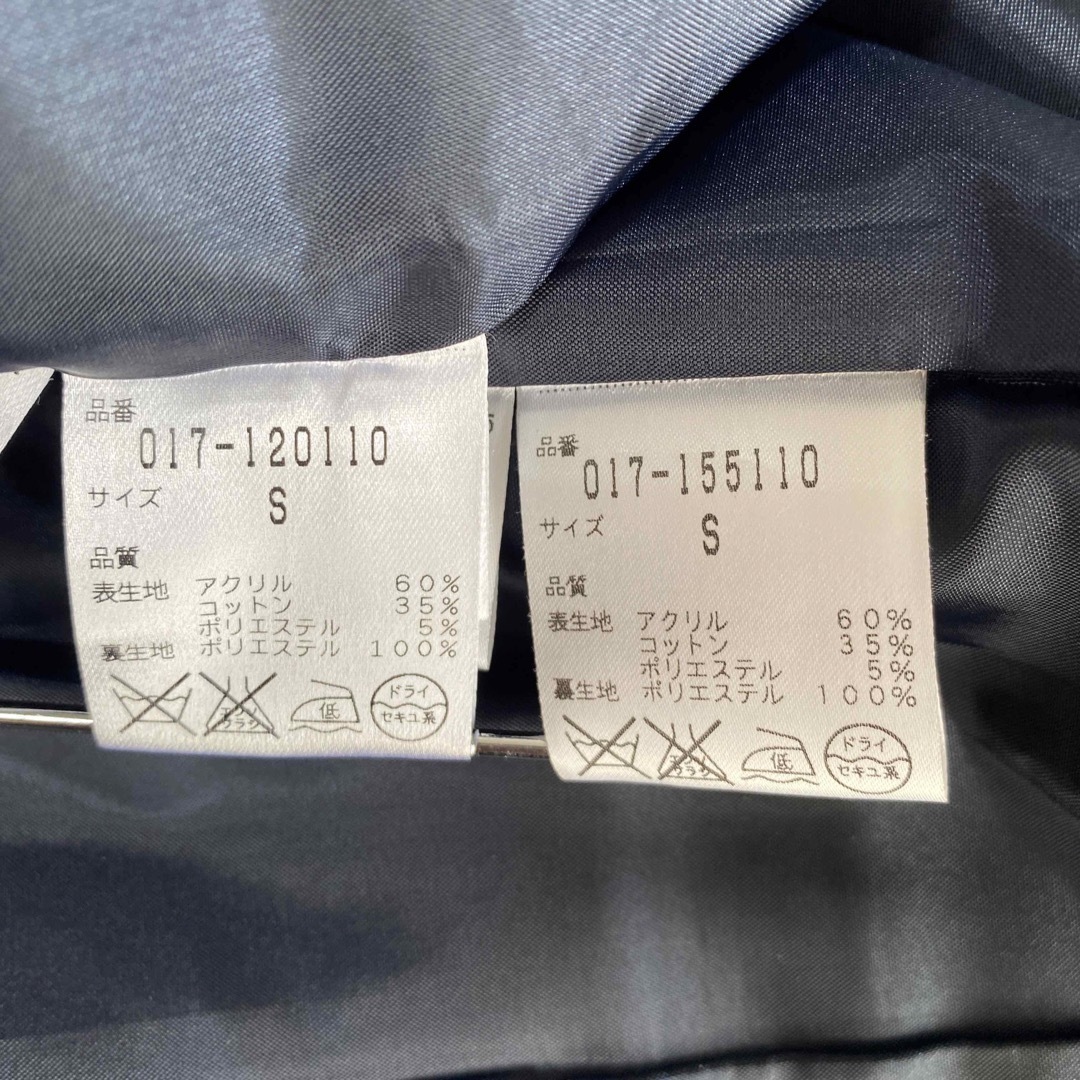 品番
017-120110
サイズ
S
品質
表生地 アクリル 60%
コットン 35%
ポリエステル 5%
裏生地 ポリエステル 100%
低
ドライ
セキユ系
5
品番
017-155110
サイズ
S
品質
表生地 アクリル 60%
コットン 35%
ポリエステル 5%
裏生地 ポリエステル 100%
低
ドライ
セキユ系